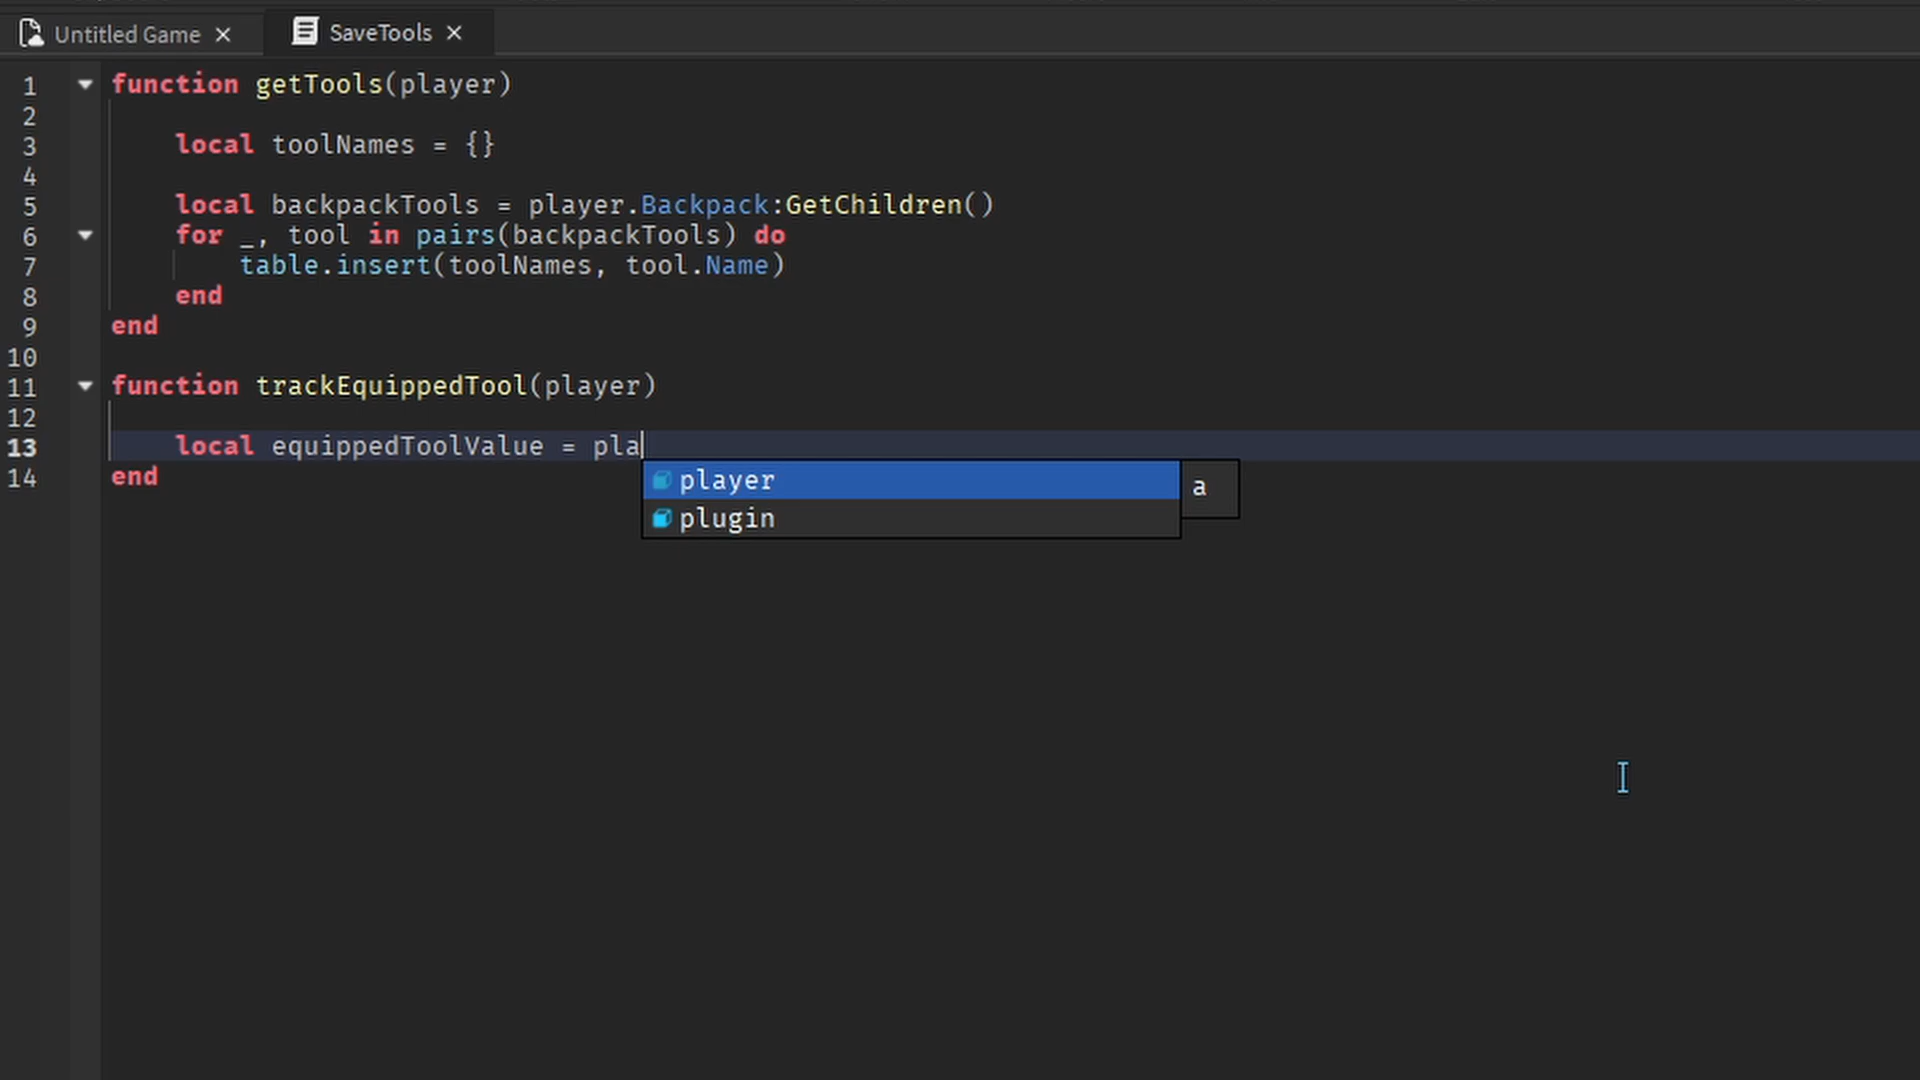 Untitled Game
SaveTools
1 function getTools(player)
2
3 local toolNames = {}
4
5 local backpackTools = player.Backpack:GetChildren()
6 for _, tool in pairs(backpackTools) do
7 table.insert(toolNames, tool.Name)
8 end
9 end
10
11 function trackEquippedTool(player)
12
13 local equippedToolValue = pla
14 end
player a
plugin